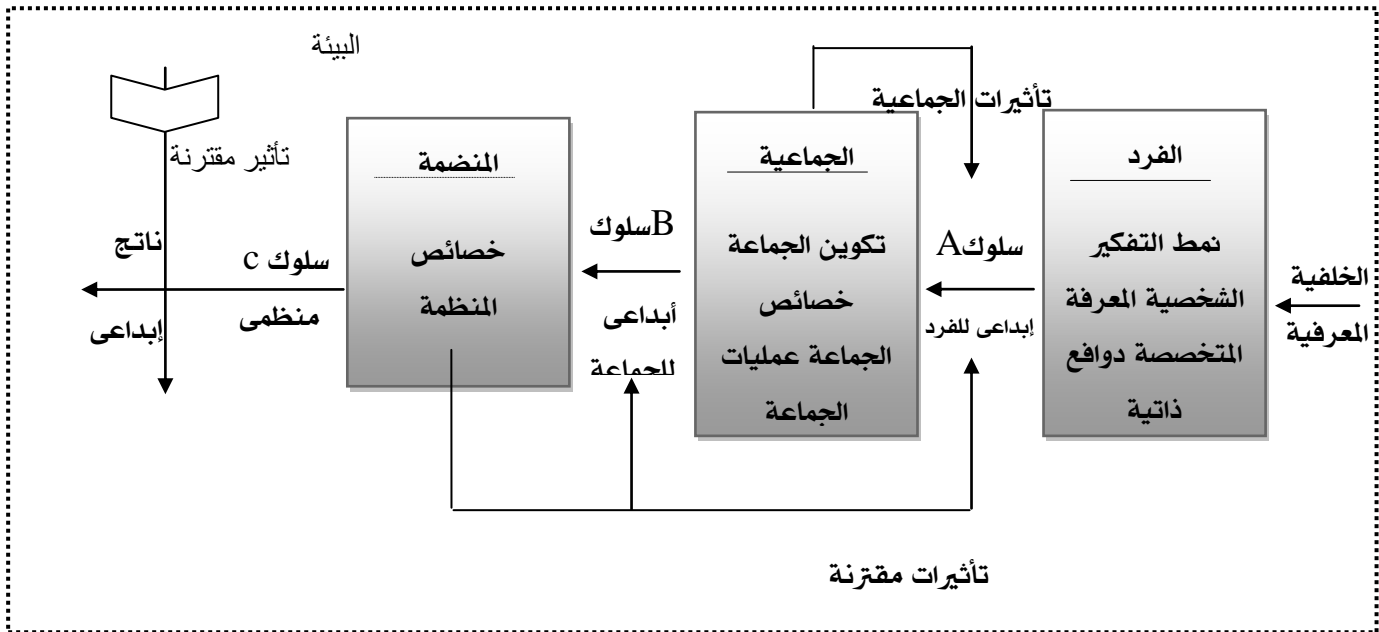 البيئة
تأثيرات الجماعية
الفرد
نمط التفكير
الشخصية المعرفة
المتخصصة دوافع
ذاتية
الخلفية
المعرفية
سلوكA
إبداعى للفرد
الجماعية
تكوين الجماعة
خصائص
الجماعة عمليات
الجماعة
Bسلوك
أبداعى
للجماعة
المنضمة
خصائص
المنظمة
سلوك c
منظمى
تأثير مقترنة
ناتج
إبداعى
تأثيرات مقترنة